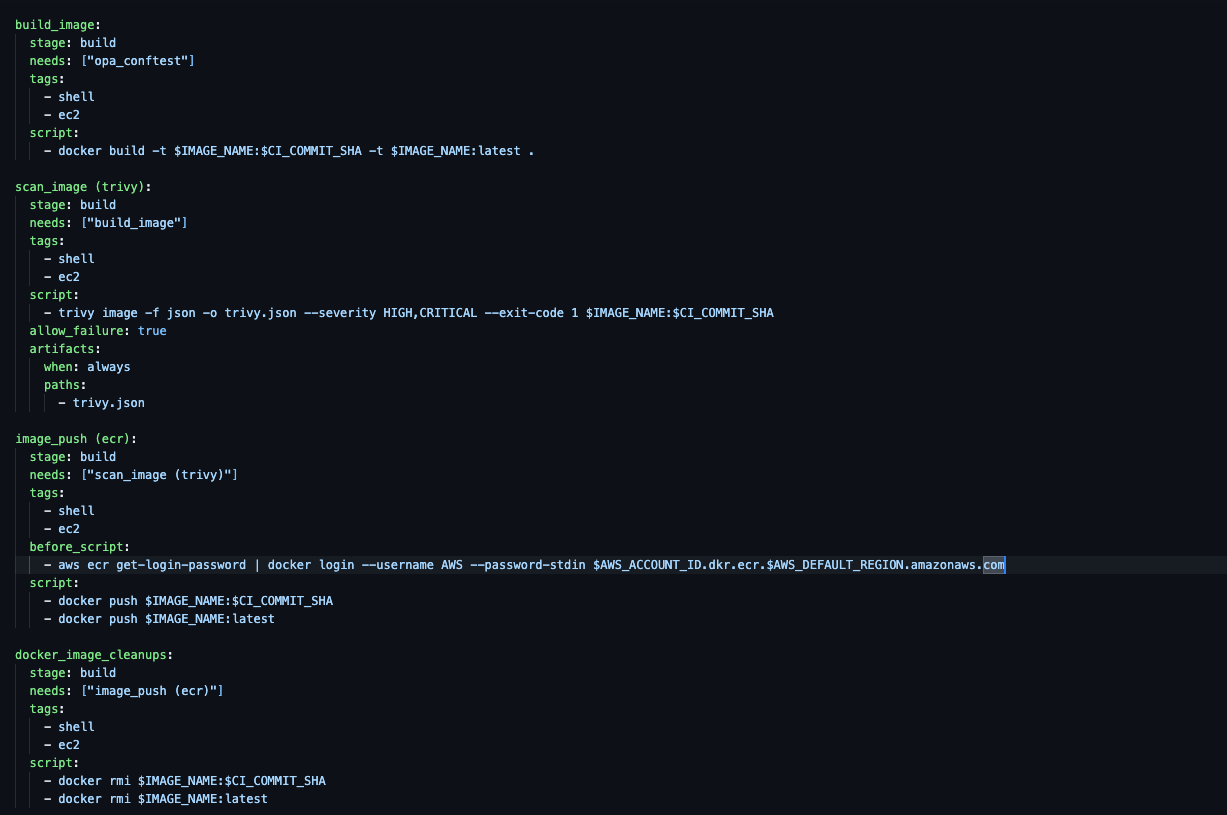 build_image:
  stage: build
  needs: ["opa_conftest"]
  tags:
    - shell
    - ec2
  script:
    - docker build -t $IMAGE_NAME:$CI_COMMIT_SHA -t $IMAGE_NAME:latest .

scan_image (trivy):
  stage: build
  needs: ["build_image"]
  tags:
    - shell
    - ec2
  script:
    - trivy image -f json -o trivy.json --severity HIGH,CRITICAL --exit-code 1 $IMAGE_NAME:$CI_COMMIT_SHA
  allow_failure: true
  artifacts:
    when: always
    paths:
      - trivy.json

image_push (ecr):
  stage: build
  needs: ["scan_image (trivy)"]
  tags:
    - shell
    - ec2
  before_script:
    - aws ecr get-login-password | docker login --username AWS --password-stdin $AWS_ACCOUNT_ID.dkr.ecr.$AWS_DEFAULT_REGION.amazonaws.com
  script:
    - docker push $IMAGE_NAME:$CI_COMMIT_SHA
    - docker push $IMAGE_NAME:latest

docker_image_cleanups:
  stage: build
  needs: ["image_push (ecr)"]
  tags:
    - shell
    - ec2
  script:
    - docker rmi $IMAGE_NAME:$CI_COMMIT_SHA
    - docker rmi $IMAGE_NAME:latest